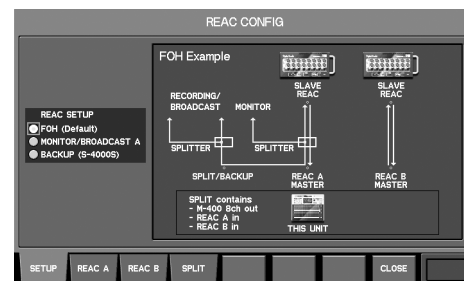 REAC CONFIG
REAC SETUP
FOH (Default)
MONITOR/BROADCAST A
BACKUP (S-4000S)
FOH Example
SLAVE
REAC
SLAVE
REAC
RECORDING/
BROADCAST
MONITOR
SPLITTER
SPLITTER
SPLIT/BACKUP
REAC A
MASTER
REAC B
MASTER
SPLIT contains
- M-400 8ch out
- REAC A in
- REAC B in
THIS UNIT
SETUP
REAC A
REAC B
SPLIT
CLOSE